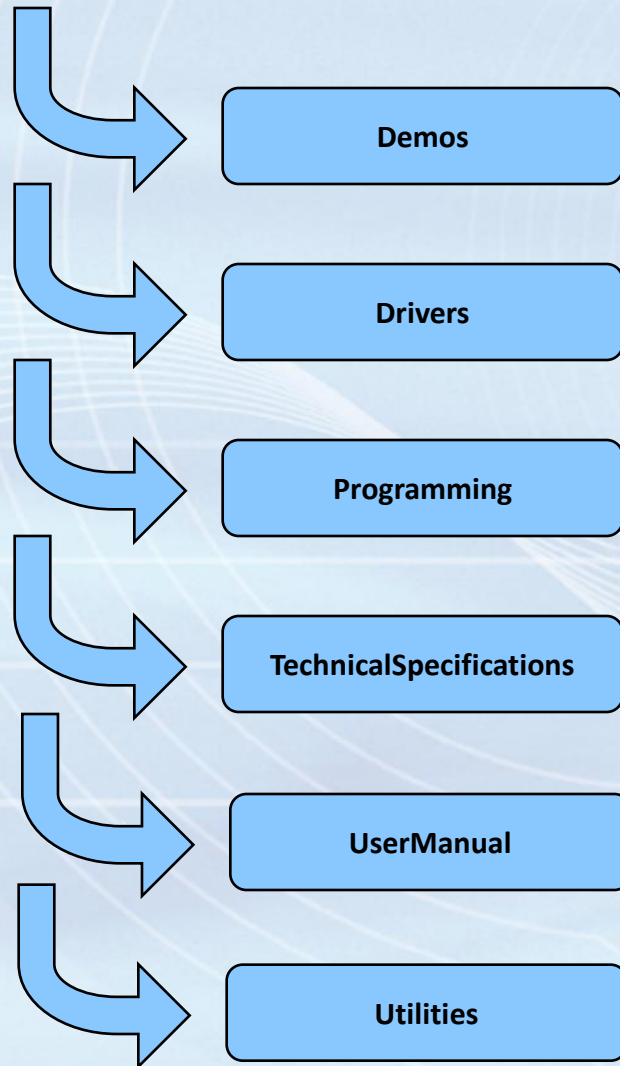 Demos
Drivers
Programming
TechnicalSpecifications
UserManual
Utilities